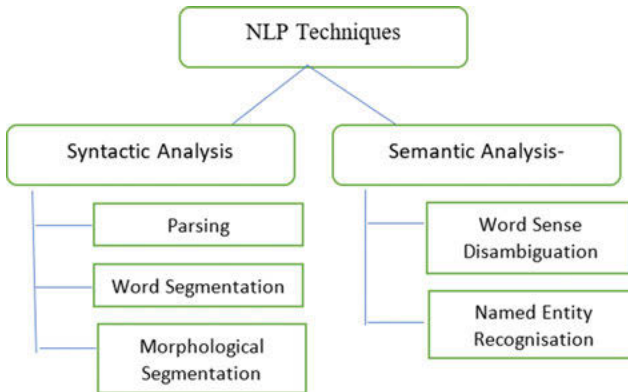 NLP Techniques
Syntactic Analysis
Semantic Analysis-
Parsing
Word Segmentation
Morphological
Segmentation
Word Sense
Disambiguation
Named Entity
Recognisation